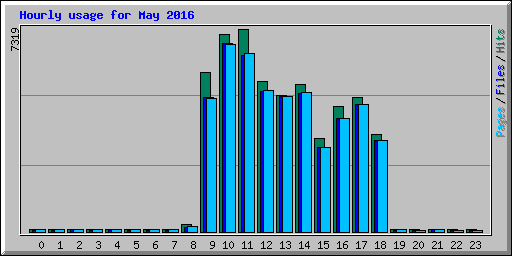 Hourly usage for May 2016
7319
Pages/Files/Hits
0 1 2 3 4 5 6 7 8 9 10 11 12 13 14 15 16 17 18 19 20 21 22 23